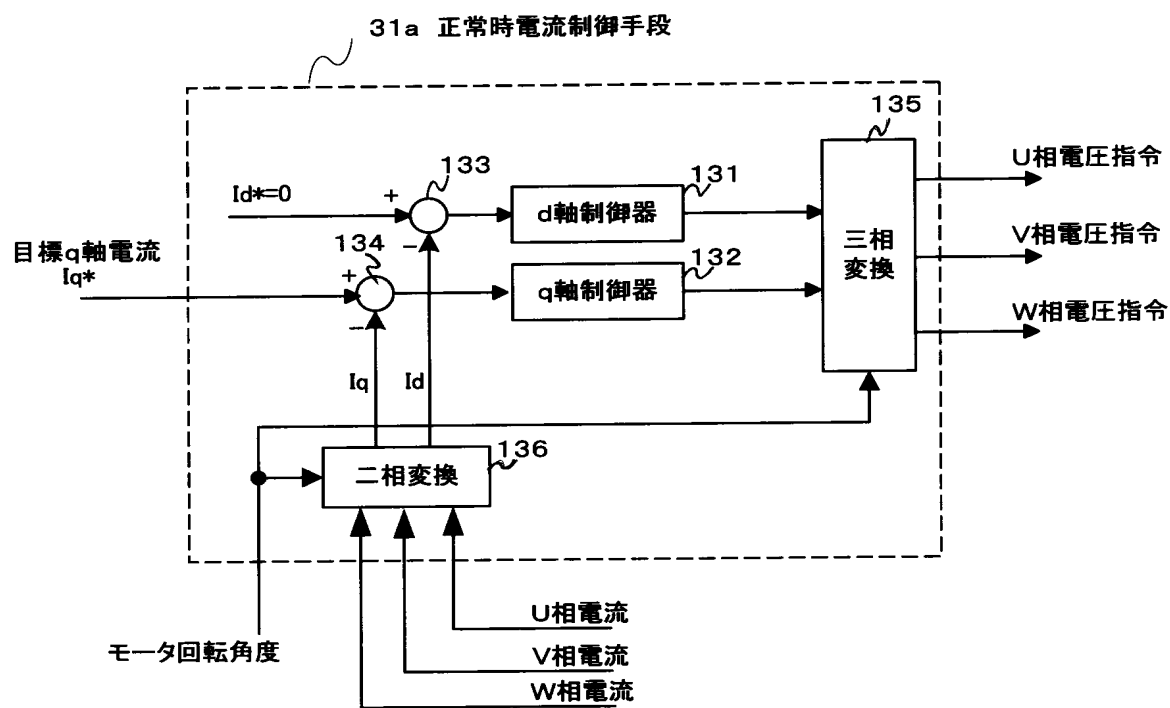 31a 正常時電流制御手段
135
U相電圧指令
133
131
Id*=0
+
d軸制御器
−
V相電圧指令
目標q軸電流
Iq*
134
132
三相
変換
+
q軸制御器
−
W相電圧指令
Iq
Id
136
二相変換
U相電流
モータ回転角度
V相電流
W相電流